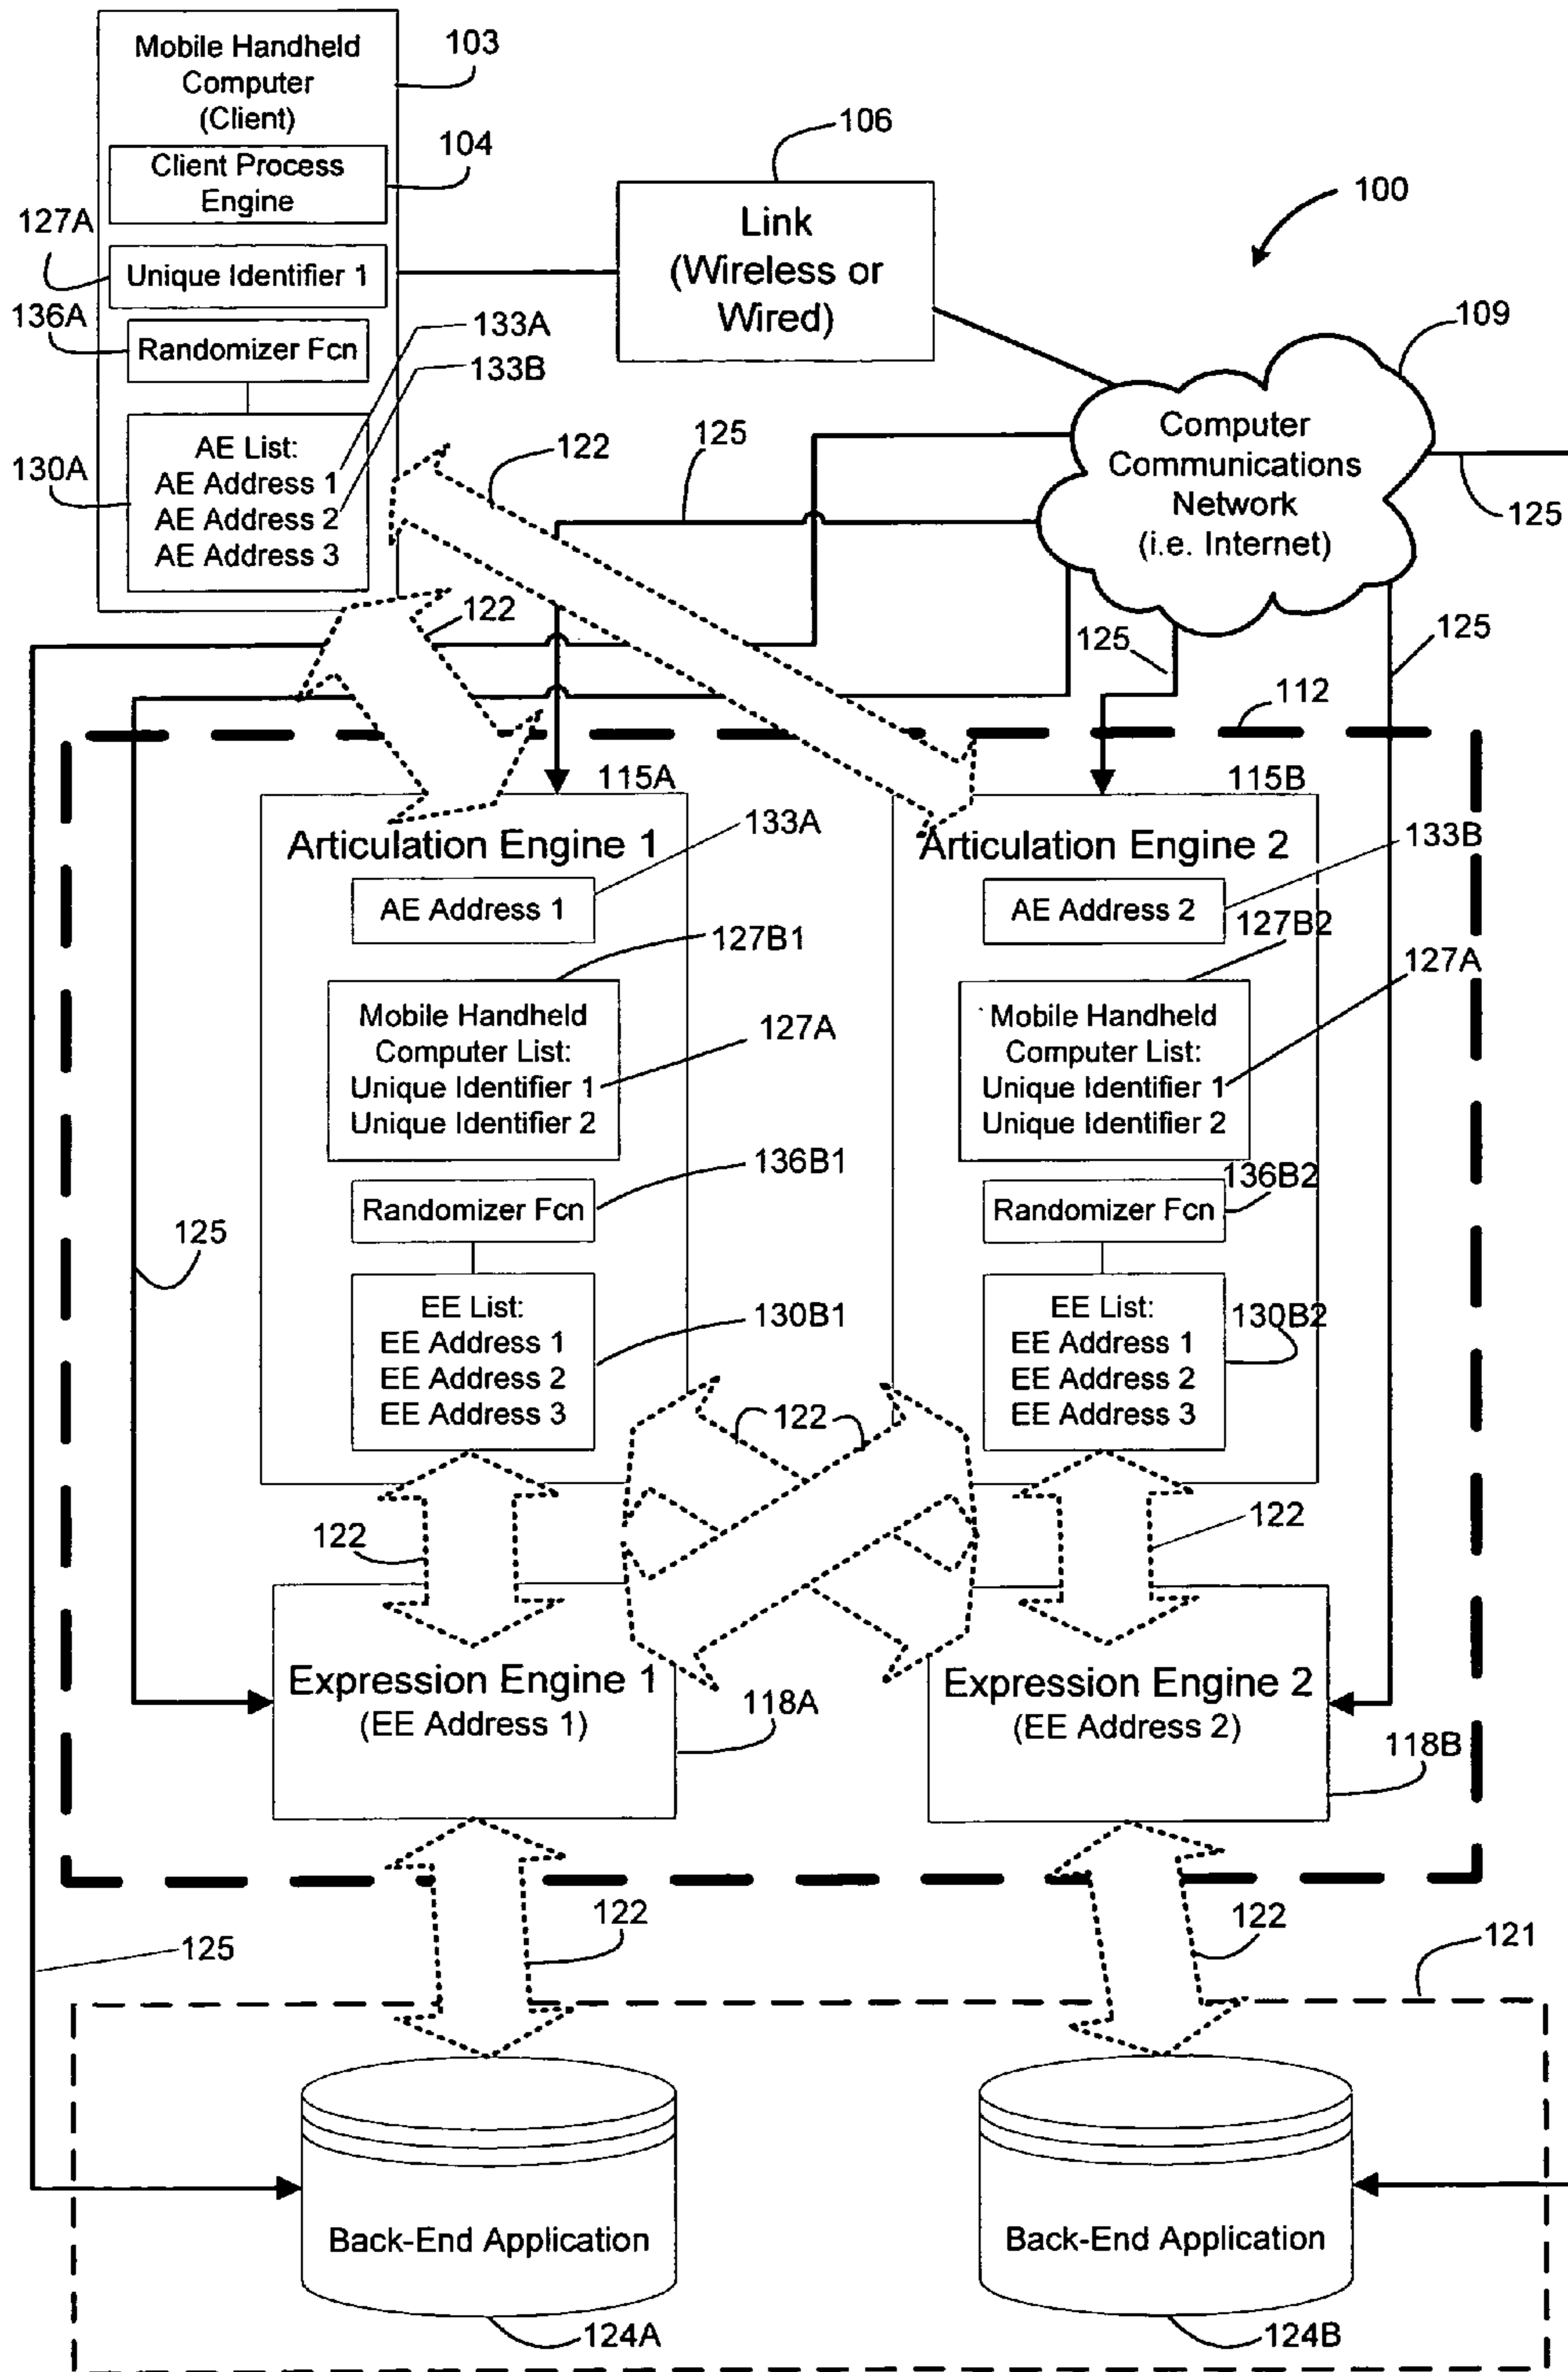 Mobile Handheld
Computer
(Client)
103
Client Process
Engine
104
127A
Unique Identifier 1
136A
Randomizer Fcn
133A
133B
130A
AE List:
AE Address 1
AE Address 2
AE Address 3
106
Link
(Wireless or
Wired)
100
109
Computer
Communications
Network
(i.e. Internet)
125
122
125
122
125
125
112
115A
Articulation Engine 1
133A
AE Address 1
127B1
Mobile Handheld
Computer List:
Unique Identifier 1
Unique Identifier 2
127A
136B1
Randomizer Fcn
125
EE List:
EE Address 1
EE Address 2
EE Address 3
130B1
115B
Articulation Engine 2
133B
AE Address 2
127B2
127A
Mobile Handheld
Computer List:
Unique Identifier 1
Unique Identifier 2
136B2
Randomizer Fcn
EE List:
EE Address 1
EE Address 2
EE Address 3
130B2
122
122
122
Expression Engine 1
(EE Address 1)
118A
Expression Engine 2
(EE Address 2)
118B
125
122
122
121
Back-End Application
124A
Back-End Application
124B